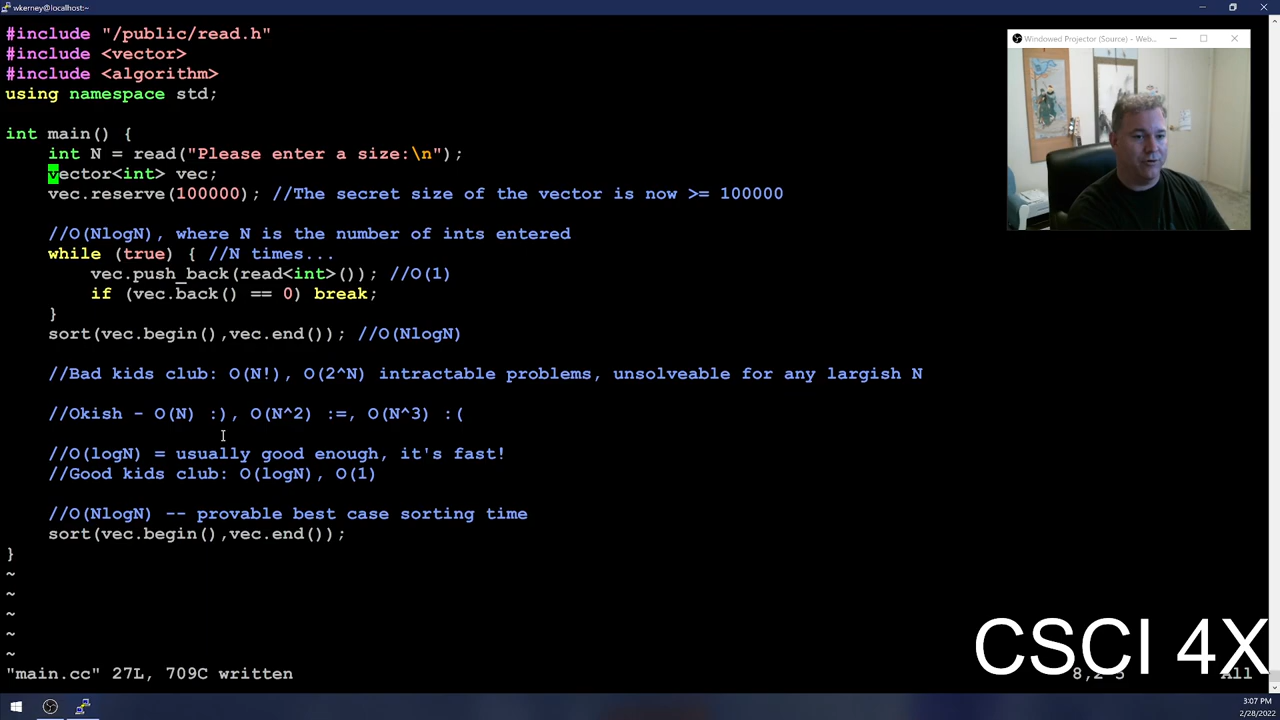 wkerney@localhost:~
#include "/public/read.h"
#include <vector>
#include <algorithm>
using namespace std;
int main() {
int N = read("Please enter a size:\n");
vector<int> vec;
vec.reserve(100000); //The secret size of the vector is now >= 100000
//O(NlogN), where N is the number of ints entered
while (true) { //N times...
vec.push_back(read<int>()); //O(1)
if (vec.back() == 0) break;
}
sort(vec.begin(),vec.end()); //O(NlogN)
//Bad kids club: O(N!), O(2^N) intractable problems, unsolveable for any largish N
//Okish - O(N) :), O(N^2) :=, O(N^3) :(
//O(logN) = usually good enough, it's fast!
//Good kids club: O(logN), O(1)
//O(NlogN) -- provable best case sorting time
sort(vec.begin(),vec.end());
}
~
~
~
~
~
"main.cc" 27L, 709C written
Windowed Projector (Source) - Web...
CSCI 4X
3:07 PM
2/28/2022